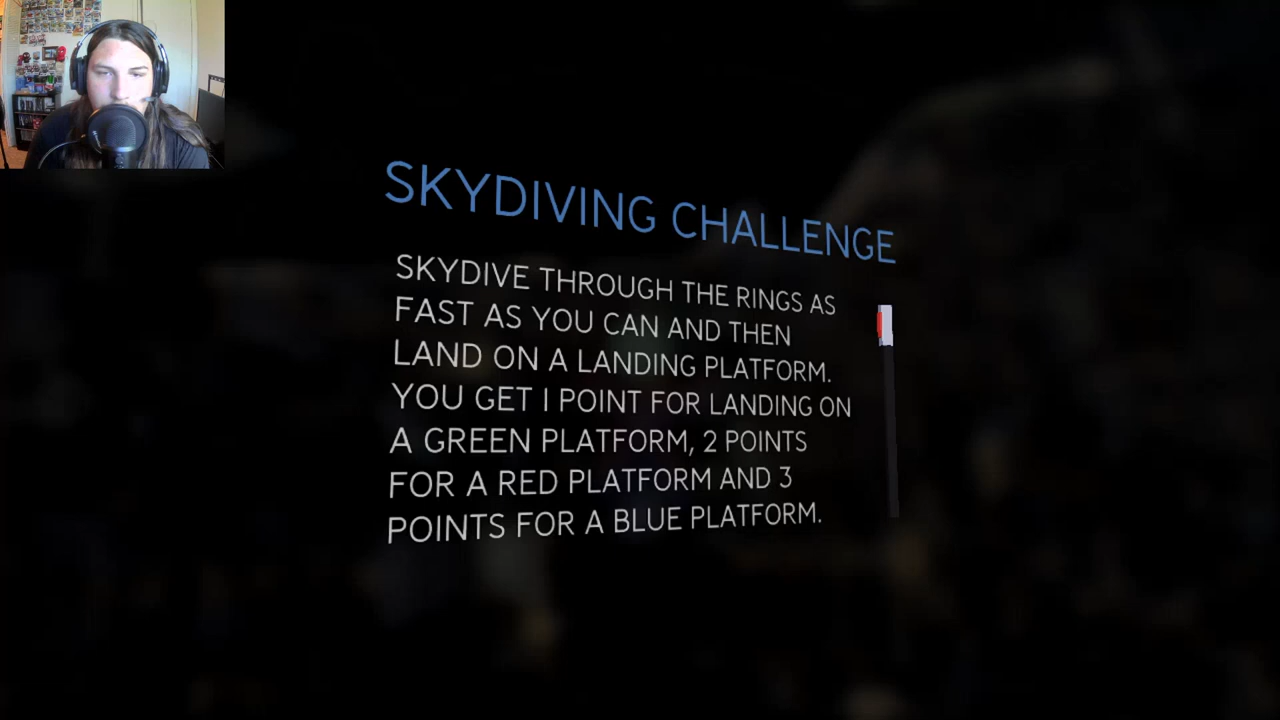 SKYDIVING CHALLENGE
SKYDIVE THROUGH THE RINGS AS
FAST AS YOU CAN AND THEN
LAND ON A LANDING PLATFORM.
YOU GET 1 POINT FOR LANDING ON
A GREEN PLATFORM, 2 POINTS
FOR A RED PLATFORM AND 3
POINTS FOR A BLUE PLATFORM.